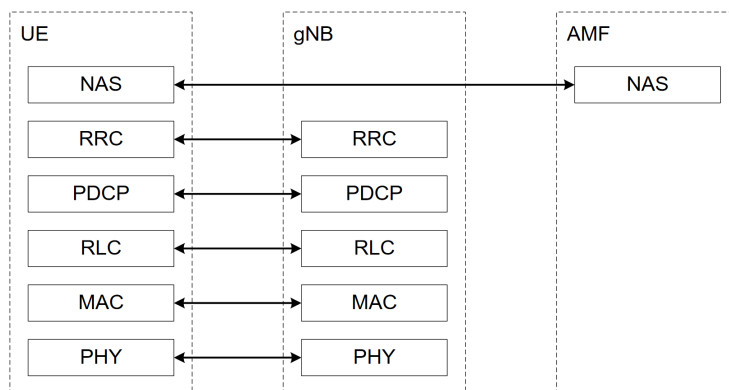 UE gNB AMF
NAS NAS
RRC RRC
PDCP PDCP
RLC RLC
MAC MAC
PHY PHY